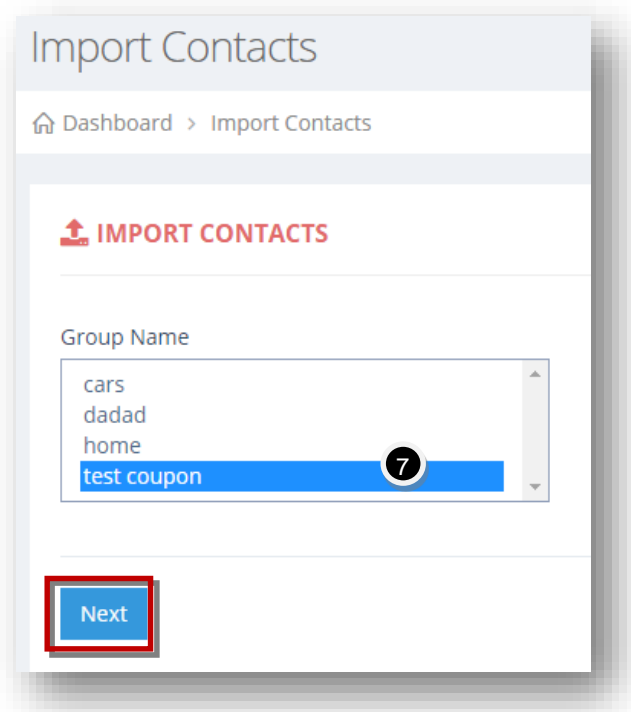 Import Contacts
Dashboard > Import Contacts
IMPORT CONTACTS
Group Name
cars
dadad
home
test coupon
7
Next